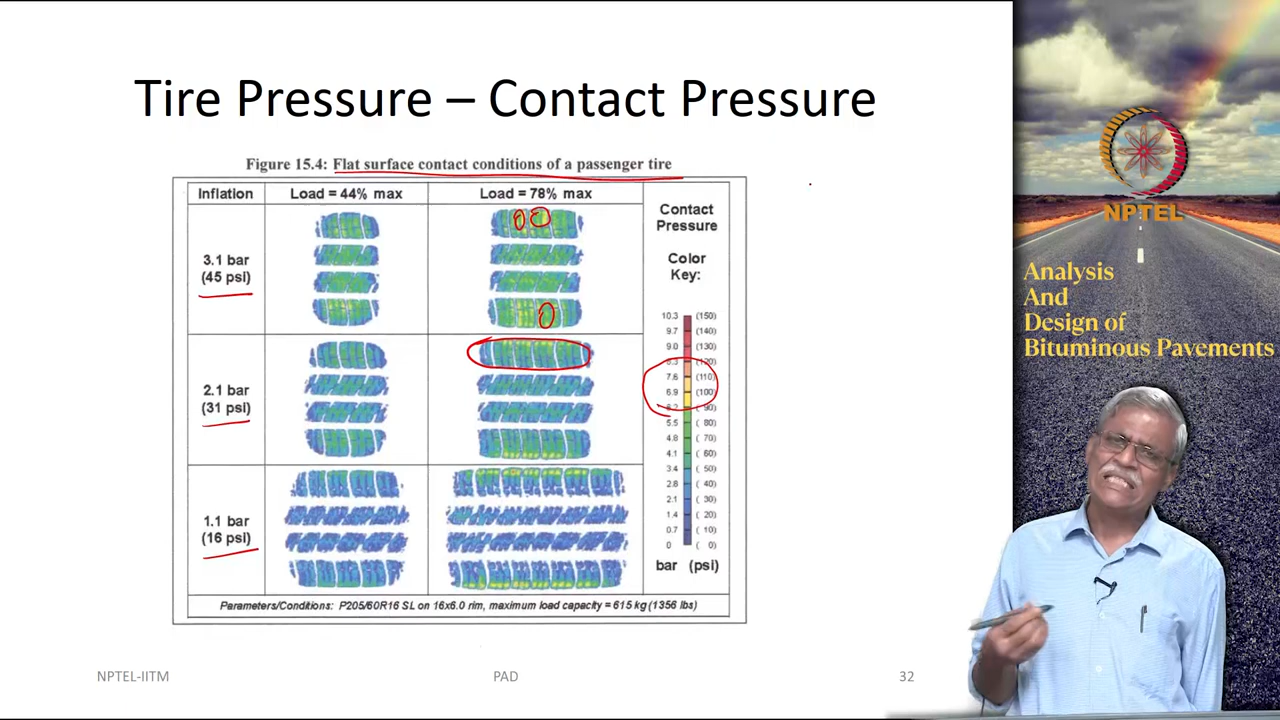 Tire Pressure – Contact Pressure
Figure 15.4: Flat surface contact conditions of a passenger tire
Inflation
Load = 44% max
Load = 78% max
Contact
Pressure
Color
Key:
3.1 bar
(45 psi)
2.1 bar
(31 psi)
1.1 bar
(16 psi)
10.3 (150)
9.7 (140)
9.0 (130)
(120)
7.6 (110)
6.9 (100)
6.2 ( 90)
5.5 ( 80)
4.8 ( 70)
4.1 ( 60)
3.4 ( 50)
2.8 ( 40)
2.1 ( 30)
1.4 ( 20)
0.7 ( 10)
0 ( 0)
bar (psi)
Parameters/Conditions: P205/60R16 SL on 16x6.0 rim, maximum load capacity = 615 kg (1356 lbs)
NPTEL-IITM
PAD
32
NPTEL
Analysis
And
Design of
Bituminous Pavements